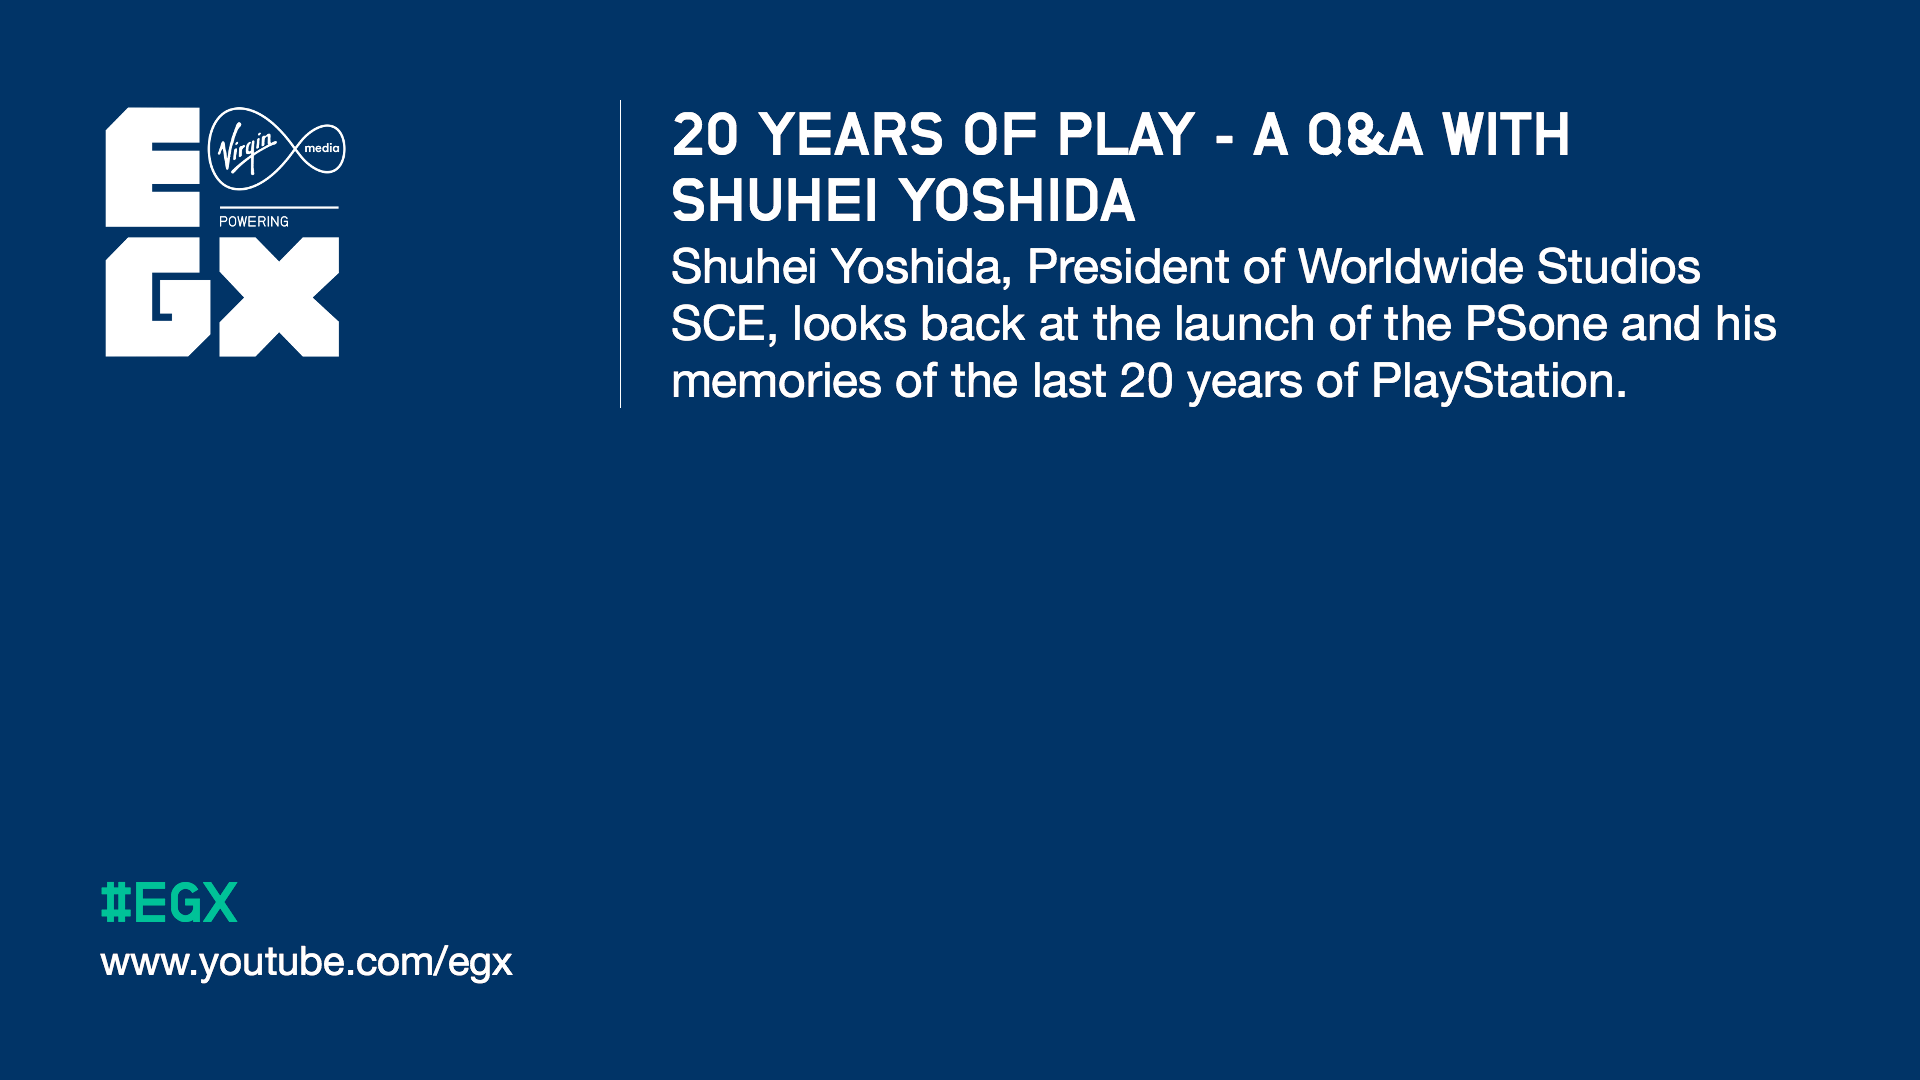 E
Virgin media
POWERING
GX
20 YEARS OF PLAY - A Q&A WITH
SHUHEI YOSHIDA
Shuhei Yoshida, President of Worldwide Studios
SCE, looks back at the launch of the PSone and his
memories of the last 20 years of PlayStation.
#EGX
www.youtube.com/egx